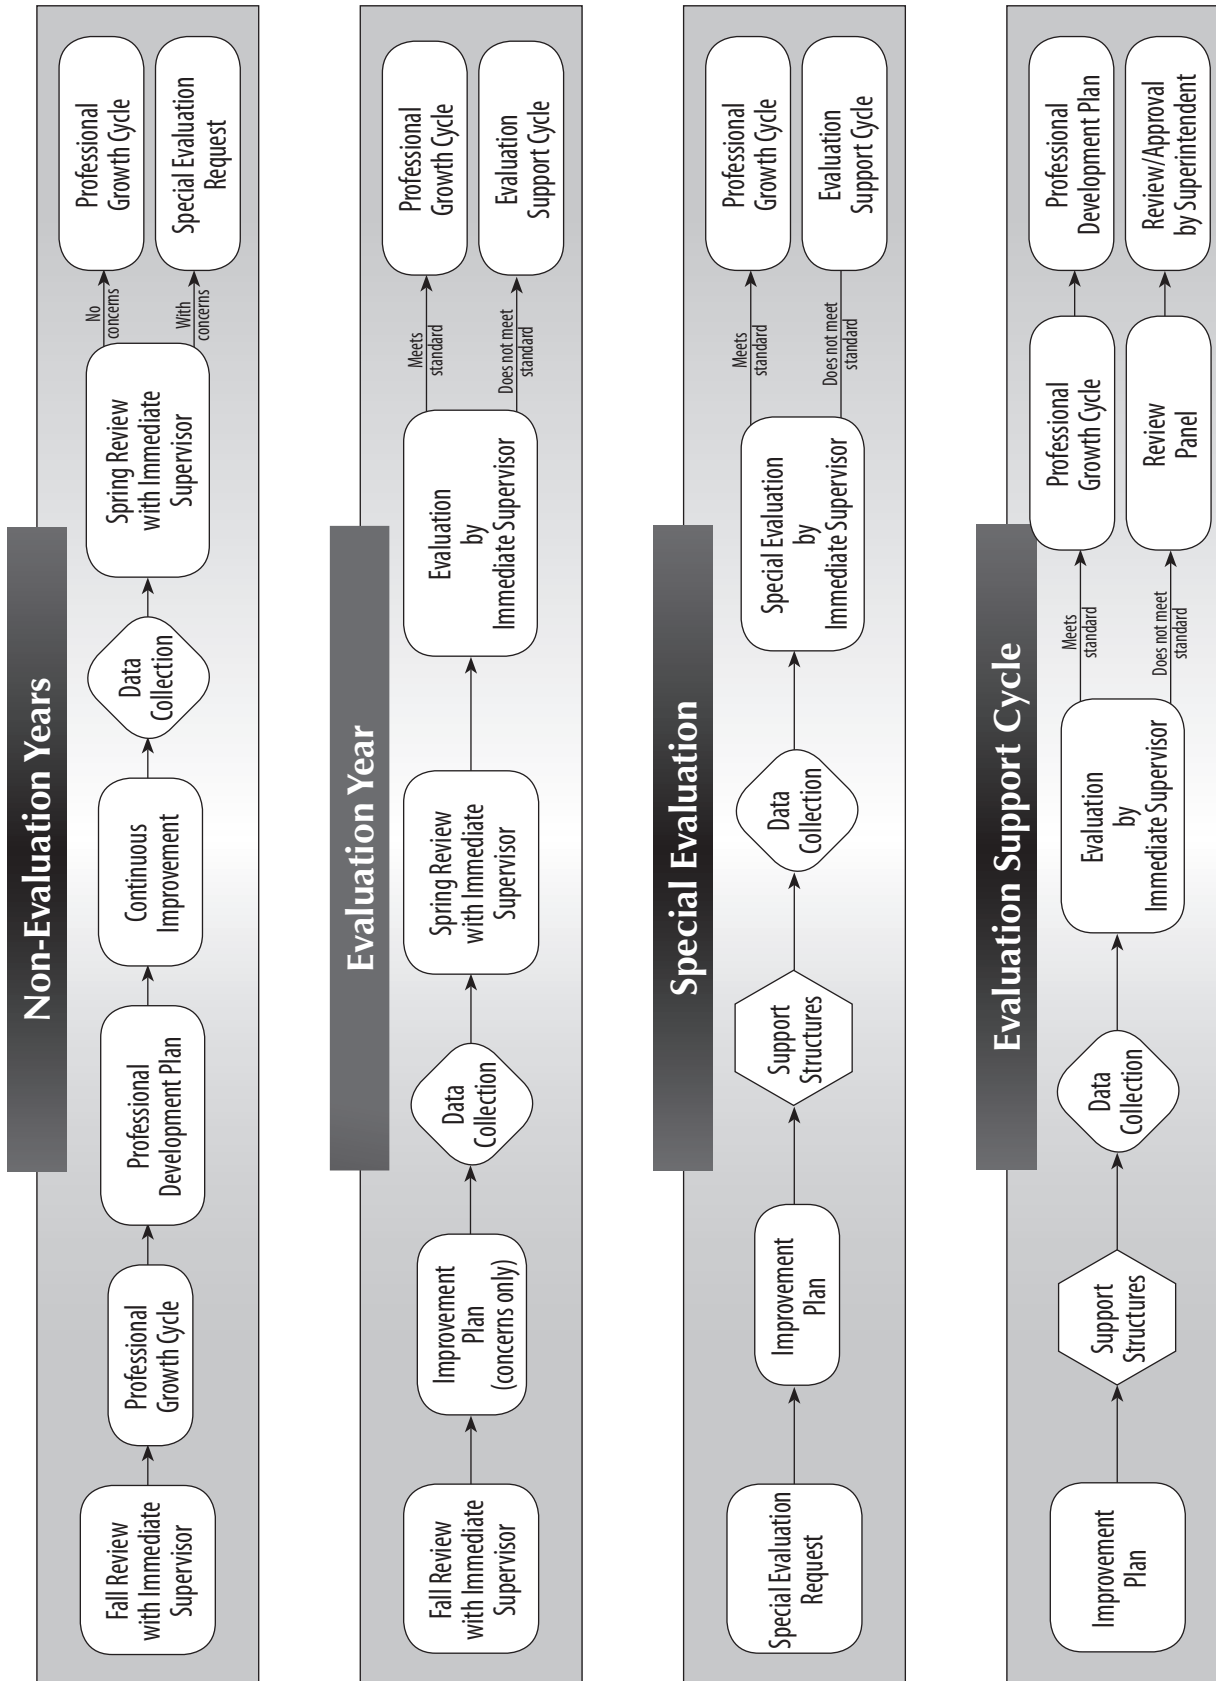 Non-Evaluation Years
Fall Review
with Immediate
Supervisor
Professional
Growth Cycle
Professional
Development Plan
Continuous
Improvement
Data
Collection
Spring Review
with Immediate
Supervisor
No
concerns
Professional
Growth Cycle
With
concerns
Special Evaluation
Request
Evaluation Year
Fall Review
with Immediate
Supervisor
Improvement
Plan
(concerns only)
Data
Collection
Spring Review
with Immediate
Supervisor
Evaluation
by
Immediate Supervisor
Meets
standard
Professional
Growth Cycle
Does not meet
standard
Evaluation
Support Cycle
Special Evaluation
Special Evaluation
Request
Improvement
Plan
Support
Structures
Data
Collection
Special Evaluation
by
Immediate Supervisor
Meets
standard
Professional
Growth Cycle
Does not meet
standard
Evaluation
Support Cycle
Evaluation Support Cycle
Improvement
Plan
Support
Structures
Data
Collection
Evaluation
by
Immediate Supervisor
Meets
standard
Professional
Growth Cycle
Professional
Development Plan
Does not meet
standard
Review
Panel
Review/Approval
by Superintendent